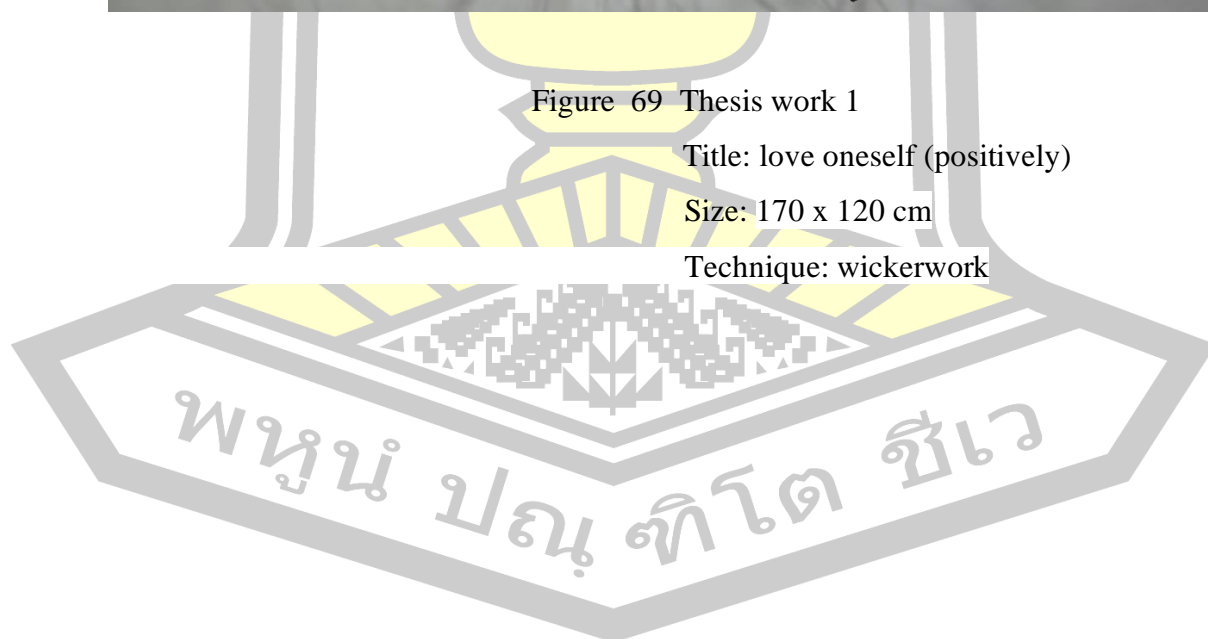 Figure 69 Thesis work 1
Title: love oneself (positively)
Size: 170 x 120 cm
Technique: wickerwork
พหูนํ ปณฺฑิโต ชีเว